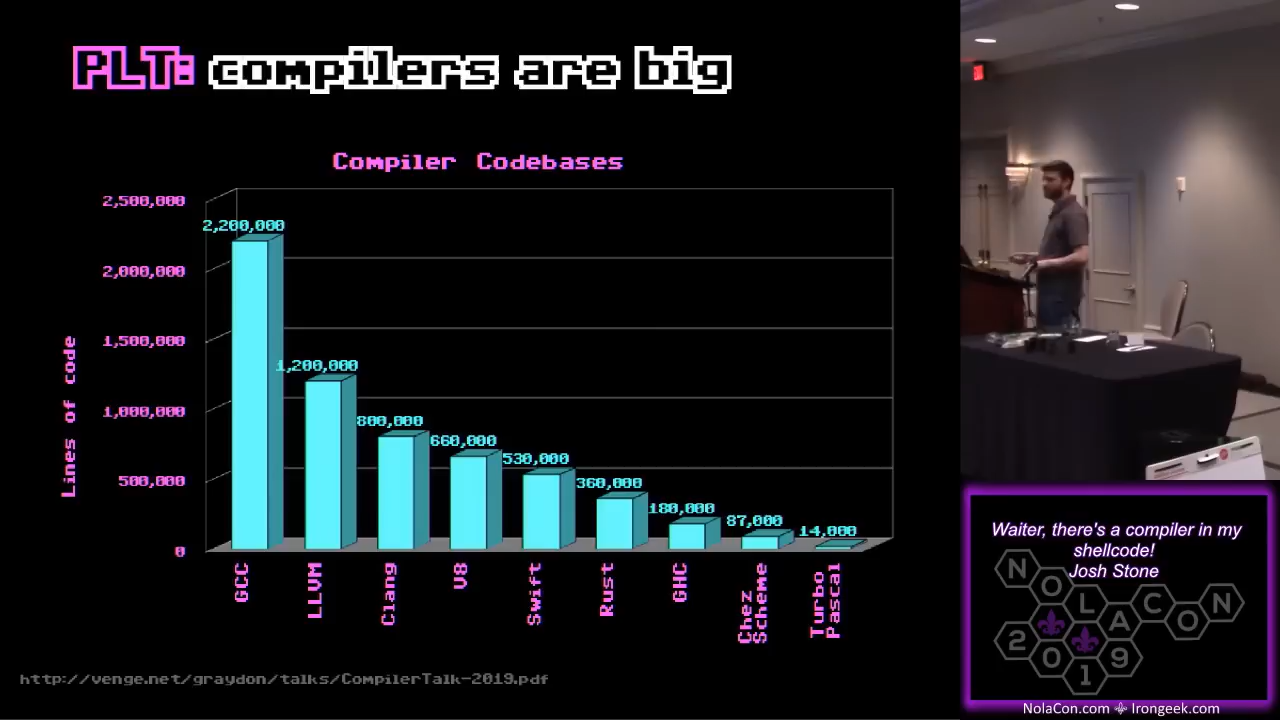 PLT: compilers are big
Compiler Codebases
2,500,000
2,000,000
1,500,000
1,000,000
500,000
0
Lines of code
2,200,000
1,200,000
800,000
660,000
530,000
360,000
180,000
87,000
14,000
GCC
LLVM
Clang
V8
Swift
Rust
GHC
Chez
Scheme
Turbo
Pascal
http://venge.net/graydon/talks/CompilerTalk-2019.pdf
Waiter, there's a compiler in my
shellcode!
Josh Stone
NOLACON
2019
NolaCon.com Irongeek.com